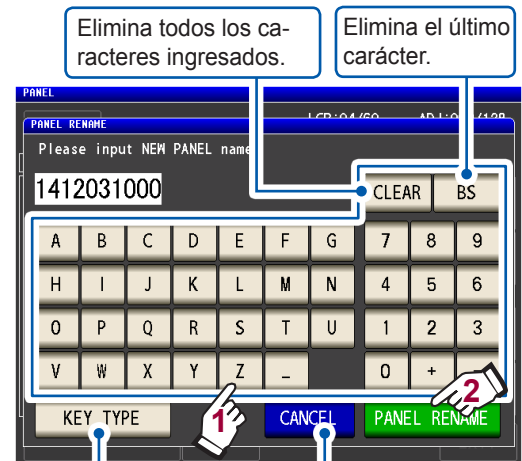 Elimina todos los ca-
racteres ingresados.
Elimina el último
carácter.
PANEL
PANEL RENAME
Please input NEW PANEL name
1412031000
CLEAR BS
A B C D E F G 7 8 9
H I J K L M N 4 5 6
O P Q R S T U 1 2 3
V W X Y Z _ 0 +
1
2
KEY TYPE CANCEL PANEL RENAME